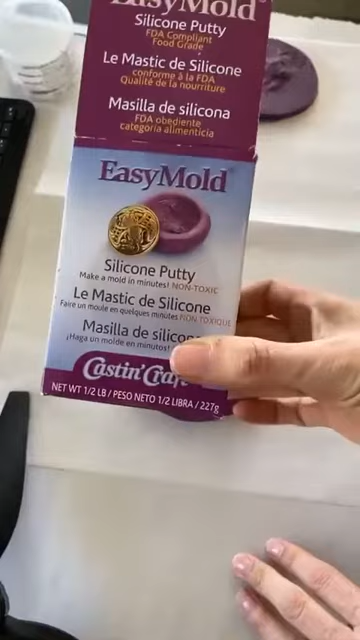 EasyMold®
Silicone Putty
FDA Compliant
Food Grade
Le Mastic de Silicone
conforme à la FDA
Qualité de la nourriture
Masilla de silicona
FDA obediente
categoría alimenticia
EasyMold®
Silicone Putty
Make a mold in minutes! NON-TOXIC
Le Mastic de Silicone
Faire un moule en quelques minutes NON TOXIQUE
Masilla de silicona
¡Haga un molde en minutos!
Castin'Craft
NET WT 1/2 LB / PESO NETO 1/2 LIBRA / 227g